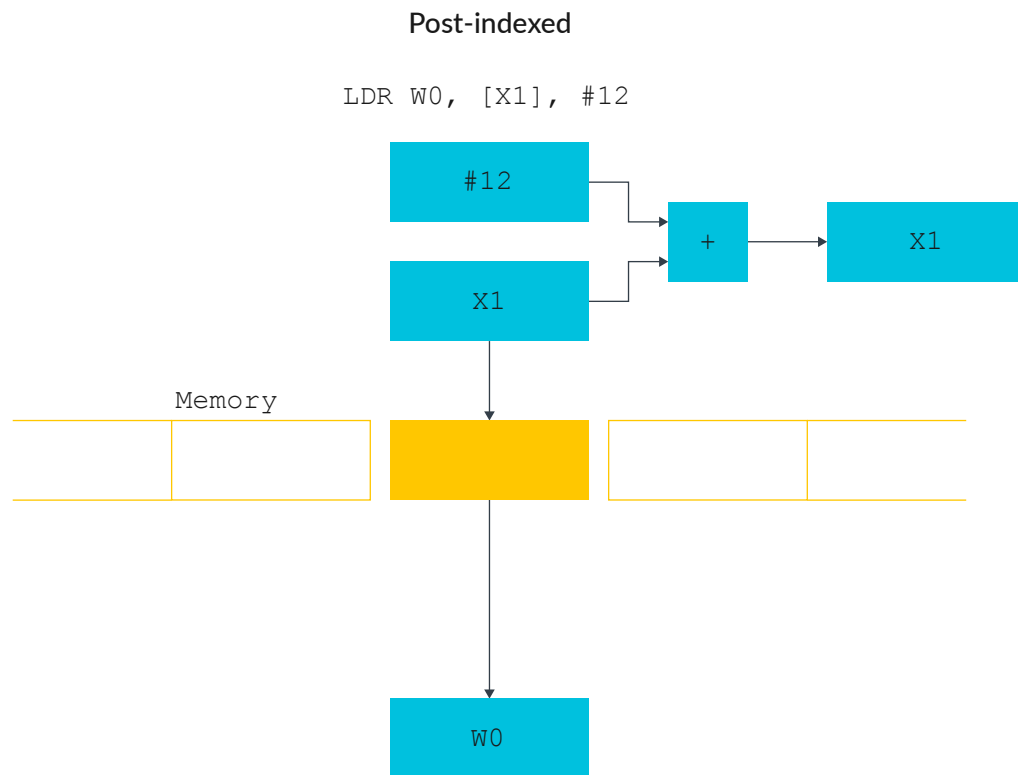 Post-indexed
LDR W0, [X1], #12
#12
+
X1
X1
Memory
W0